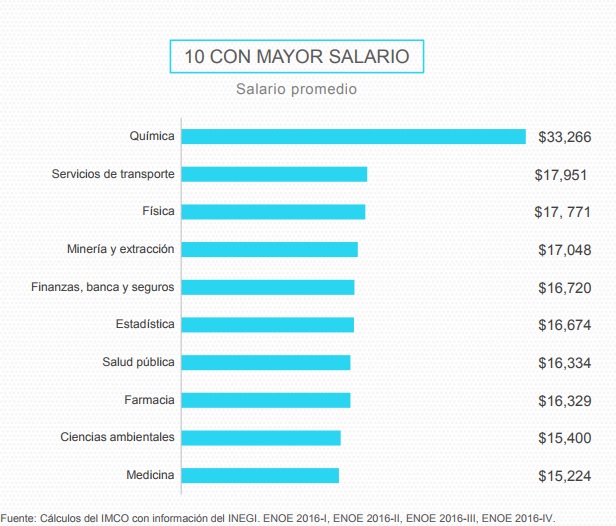 10 CON MAYOR SALARIO
Salario promedio
Química $33,266
Servicios de transporte $17,951
Física $17, 771
Minería y extracción $17,048
Finanzas, banca y seguros $16,720
Estadística $16,674
Salud pública $16,334
Farmacia $16,329
Ciencias ambientales $15,400
Medicina $15,224
Fuente: Cálculos del IMCO con información del INEGI. ENOE 2016-I, ENOE 2016-II, ENOE 2016-III, ENOE 2016-IV.